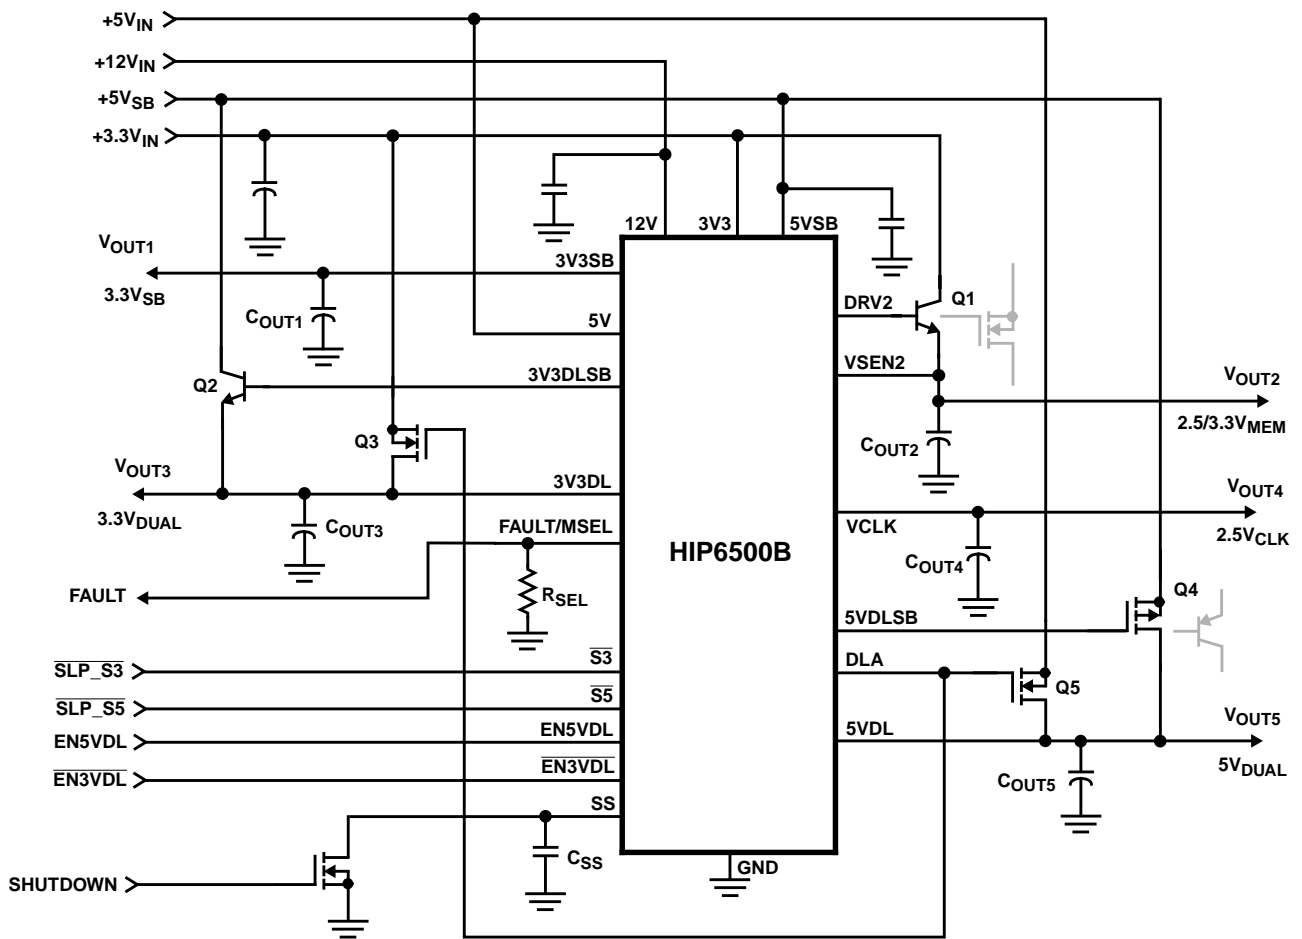 +5VIN
+12VIN
+5VSB
+3.3VIN
12V
3V3
5VSB
VOUT1
3.3VSB
3V3SB
COUT1
5V
DRV2
Q1
VSEN2
Q2
3V3DLSB
VOUT2
2.5/3.3VMEM
Q3
COUT2
VOUT3
3.3VDUAL
3V3DL
COUT3
FAULT/MSEL
VCLK
VOUT4
2.5VCLK
HIP6500B
COUT4
FAULT
RSEL
Q4
5VDLSB
SLP_S3
S3
DLA
Q5
SLP_S5
S5
EN5VDL
EN5VDL
5VDL
VOUT5
5VDUAL
EN3VDL
EN3VDL
COUT5
SS
CSS
GND
SHUTDOWN